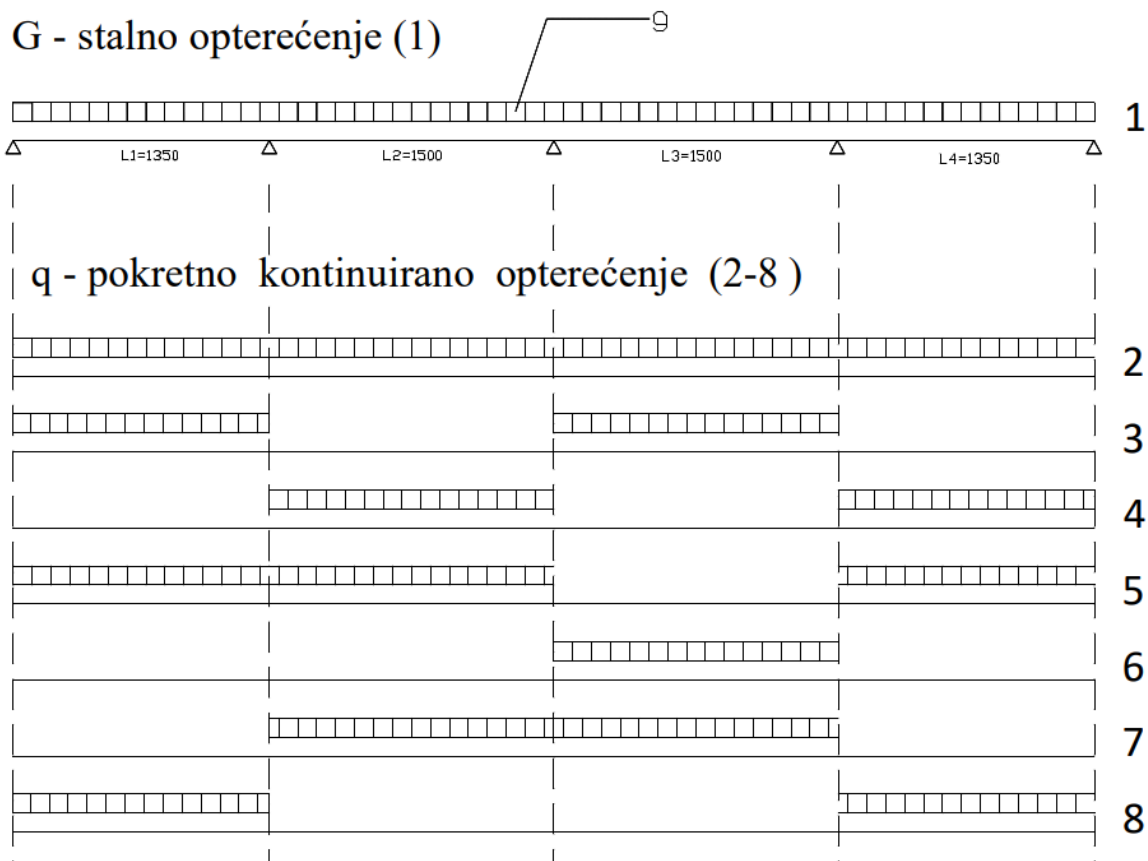 g
G - stalno opterećenje (1)
1
L1=1350 L2=1500 L3=1500 L4=1350
q - pokretno kontinuirano opterećenje (2-8 )
2
3
4
5
6
7
8